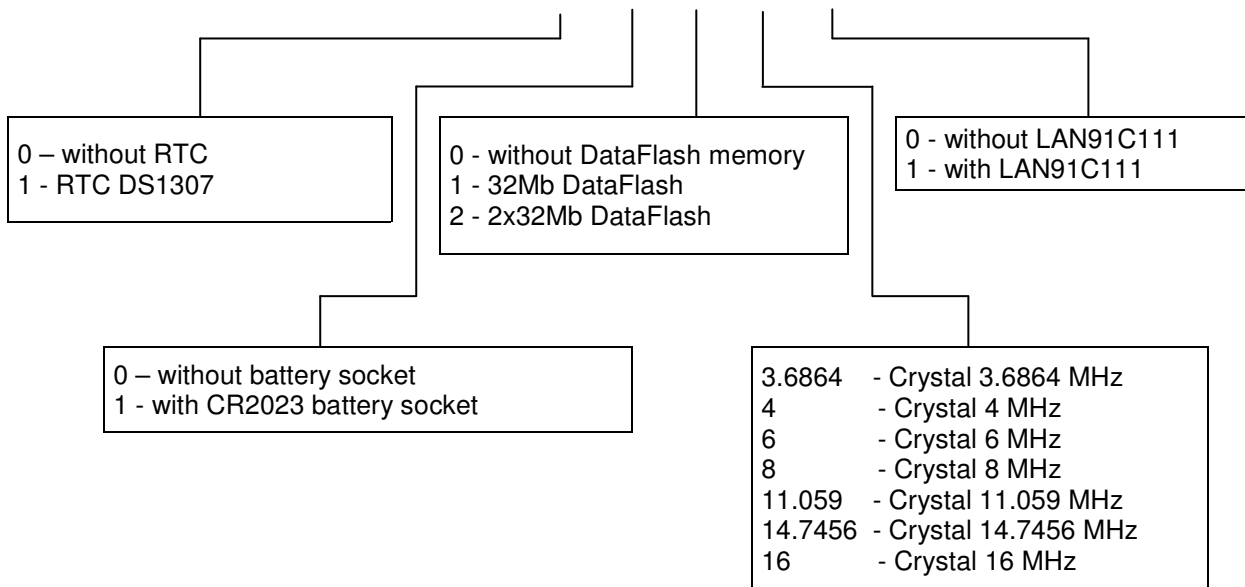 0 – without RTC
1 - RTC DS1307
0 - without DataFlash memory
1 - 32Mb DataFlash
2 - 2x32Mb DataFlash
0 - without LAN91C111
1 - with LAN91C111
0 – without battery socket
1 - with CR2023 battery socket
3.6864 - Crystal 3.6864 MHz
4 - Crystal 4 MHz
6 - Crystal 6 MHz
8 - Crystal 8 MHz
11.059 - Crystal 11.059 MHz
14.7456 - Crystal 14.7456 MHz
16 - Crystal 16 MHz